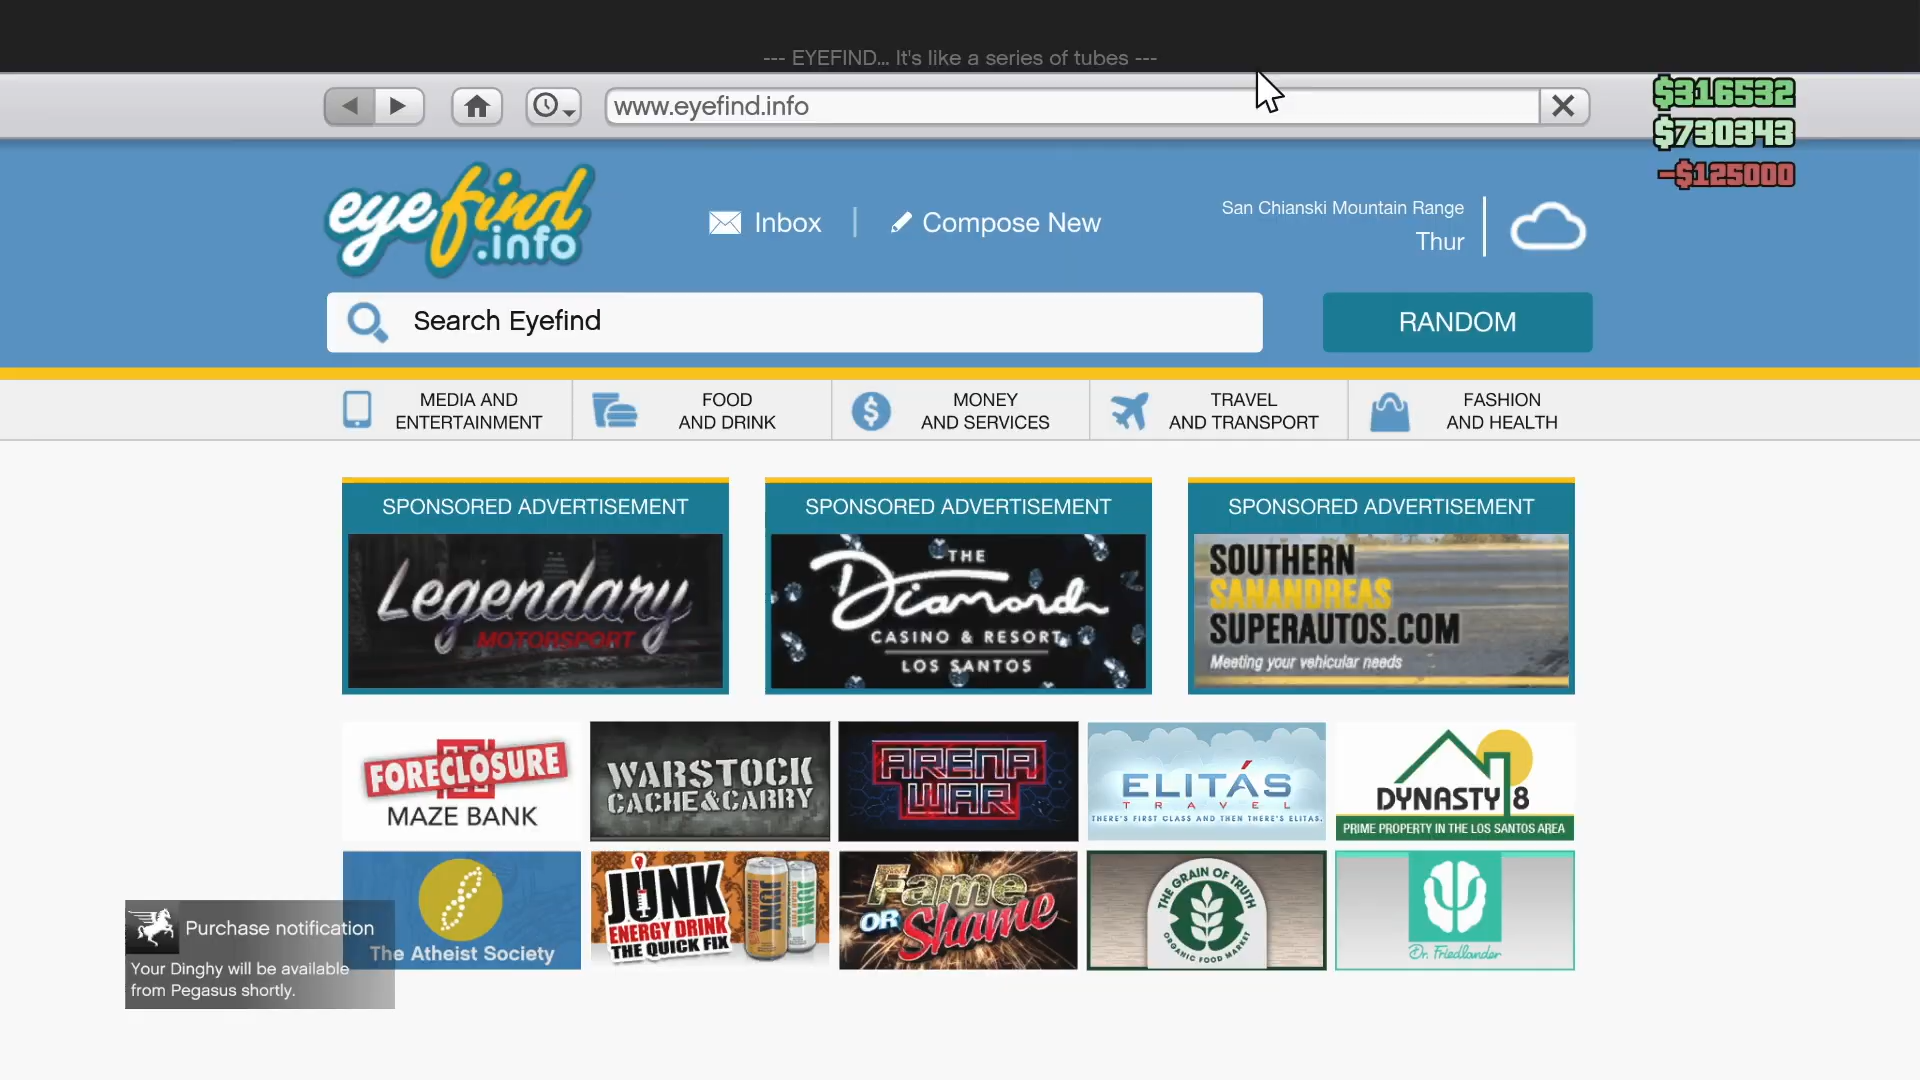 --- EYEFIND... It's like a series of tubes ---
www.eyefind.info
$316532
$730343
-$125000
eyefind
.info
Inbox
Compose New
San Chianski Mountain Range
Thur
Search Eyefind
RANDOM
MEDIA AND
ENTERTAINMENT
FOOD
AND DRINK
MONEY
AND SERVICES
TRAVEL
AND TRANSPORT
FASHION
AND HEALTH
SPONSORED ADVERTISEMENT
Legendary
MOTORSPORT
SPONSORED ADVERTISEMENT
THE
Diamond
CASINO & RESORT
LOS SANTOS
SPONSORED ADVERTISEMENT
SOUTHERN
SANANDREAS
SUPERAUTOS.COM
Meeting your vehicular needs
FORECLOSURE
MAZE BANK
WARSTOCK
CACHE&CARRY
ARENA
WAR
ELITÁS
TRAVEL
THERE'S FIRST CLASS AND THEN THERE'S ELITAS.
DYNASTY 8
PRIME PROPERTY IN THE LOS SANTOS AREA
The Atheist Society
JUNK
ENERGY DRINK
THE QUICK FIX
JUNK
JUNK
Fame
OR Shame
THE GRAIN OF TRUTH
ORGANIC FOOD MARKET
Dr. Friedlander
Purchase notification
Your Dinghy will be available
from Pegasus shortly.